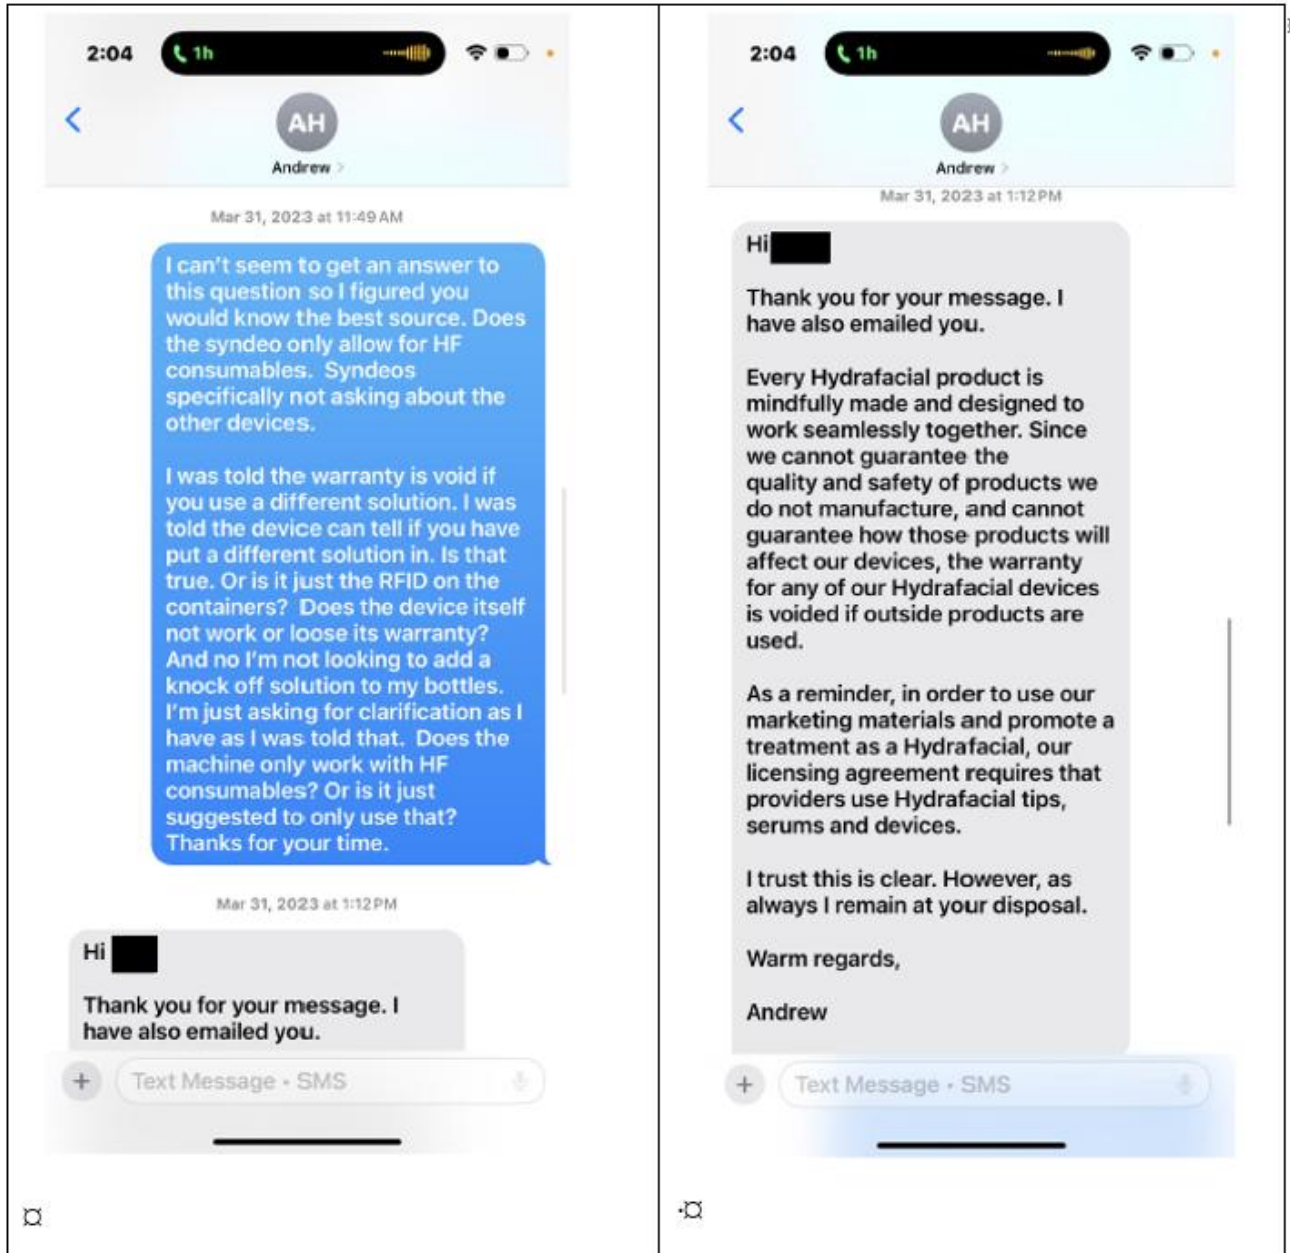 2:04
1h
AH
Andrew
Mar 31, 2023 at 11:49 AM
I can't seem to get an answer to
this question so I figured you
would know the best source. Does
the syndeo only allow for HF
consumables. Syndeos
specifically not asking about the
other devices.
I was told the warranty is void if
you use a different solution. I was
told the device can tell if you have
put a different solution in. Is that
true. Or is it just the RFID on the
containers? Does the device itself
not work or loose its warranty?
And no I'm not looking to add a
knock off solution to my bottles.
I'm just asking for clarification as I
have as I was told that. Does the
machine only work with HF
consumables? Or is it just
suggested to only use that?
Thanks for your time.
Mar 31, 2023 at 1:12 PM
Hi
Thank you for your message. I
have also emailed you.
Text Message • SMS
2:04
1h
AH
Andrew
Mar 31, 2023 at 1:12 PM
Hi
Thank you for your message. I
have also emailed you.
Every Hydrafacial product is
mindfully made and designed to
work seamlessly together. Since
we cannot guarantee the
quality and safety of products we
do not manufacture, and cannot
guarantee how those products will
affect our devices, the warranty
for any of our Hydrafacial devices
is voided if outside products are
used.
As a reminder, in order to use our
marketing materials and promote a
treatment as a Hydrafacial, our
licensing agreement requires that
providers use Hydrafacial tips,
serums and devices.
I trust this is clear. However, as
always I remain at your disposal.
Warm regards,
Andrew
Text Message • SMS